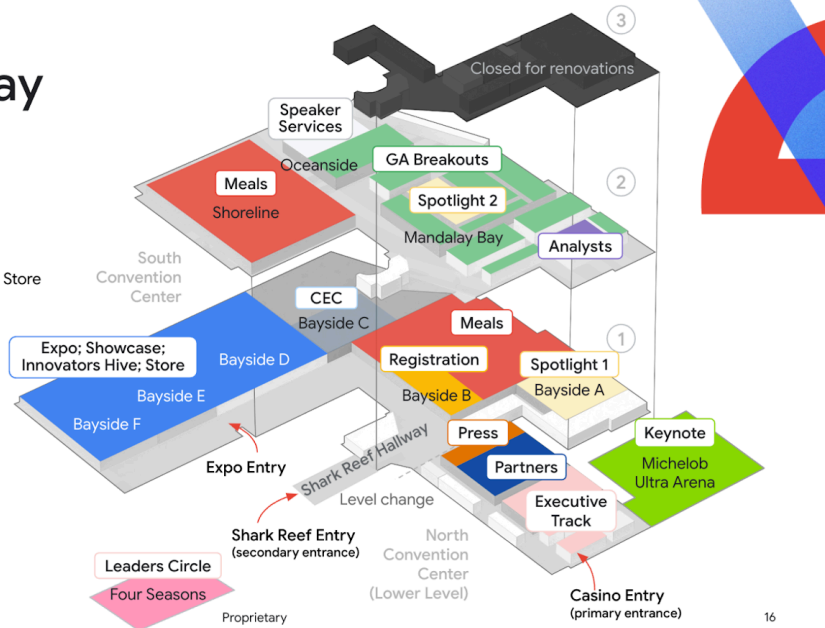 ay
3
Closed for renovations
Speaker
Services
Oceanside
GA Breakouts
2
Meals
Shoreline
Spotlight 2
Mandalay Bay
Analysts
South
Convention
Center
Store
CEC
Bayside C
Meals
1
Expo; Showcase;
Innovators Hive; Store
Bayside D
Registration
Spotlight 1
Bayside A
Bayside E
Bayside B
Bayside F
Press
Keynote
Shark Reef Hallway
Partners
Michelob
Ultra Arena
Expo Entry
Level change
Executive
Track
Shark Reef Entry
(secondary entrance)
North
Convention
Center
(Lower Level)
Leaders Circle
Four Seasons
Casino Entry
(primary entrance)
Proprietary
16